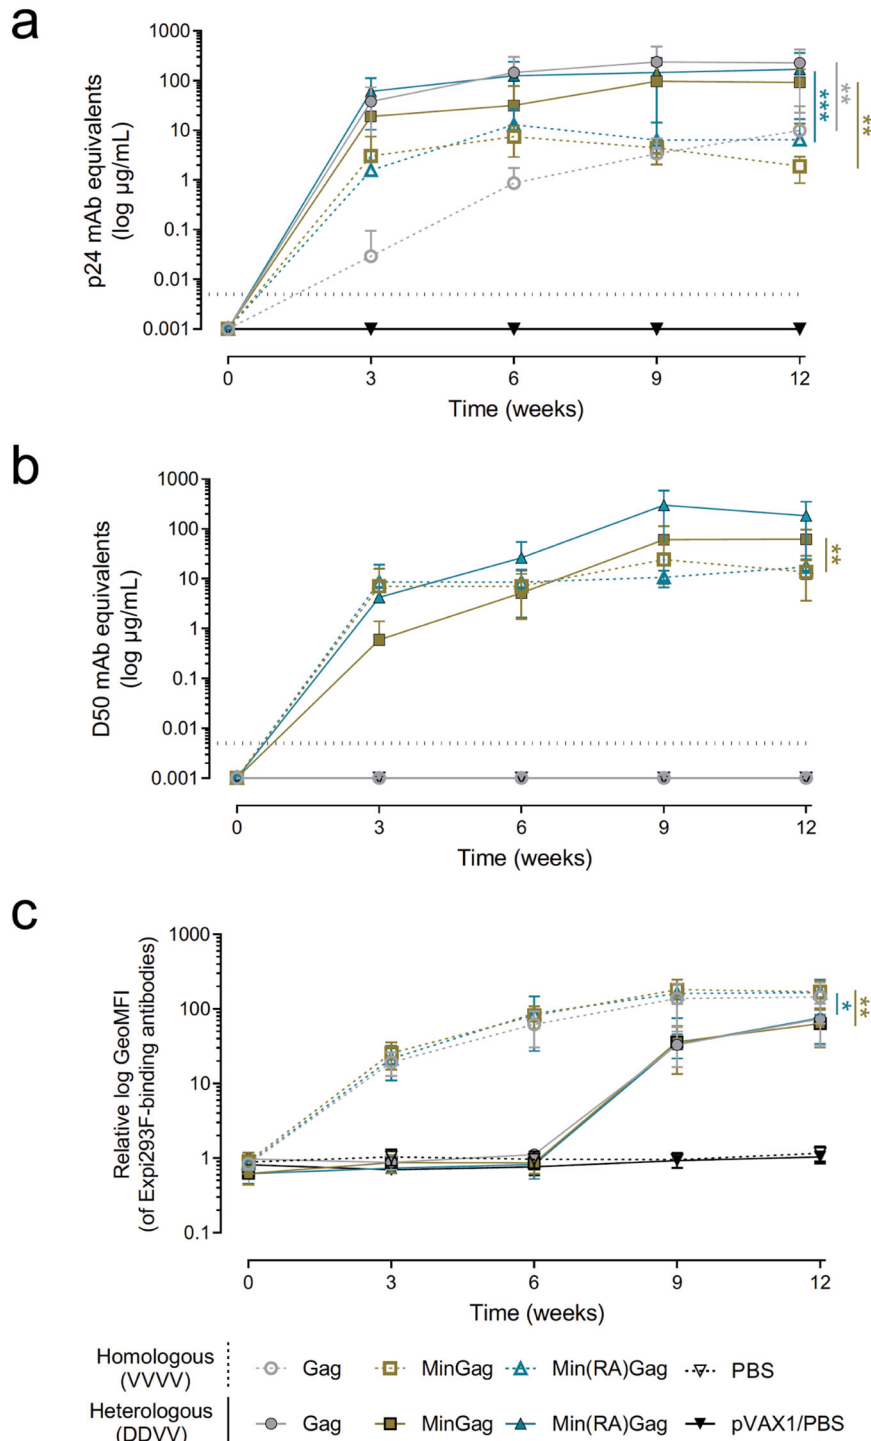 a
p24 mAb equivalents
(log µg/mL)
1000
100
10
1
0.1
0.01
0.001
***
**
**
0
3
6
9
12
Time (weeks)
b
D50 mAb equivalents
(log µg/mL)
1000
100
10
1
0.1
0.01
0.001
**
0
3
6
9
12
Time (weeks)
c
Relative log GeoMFI
(of Expi293F-binding antibodies)
1000
100
10
1
0.1
*
**
0
3
6
9
12
Time (weeks)
Homologous
(VVVV)
Gag
MinGag
Min(RA)Gag
PBS
Heterologous
(DDVV)
Gag
MinGag
Min(RA)Gag
pVAX1/PBS